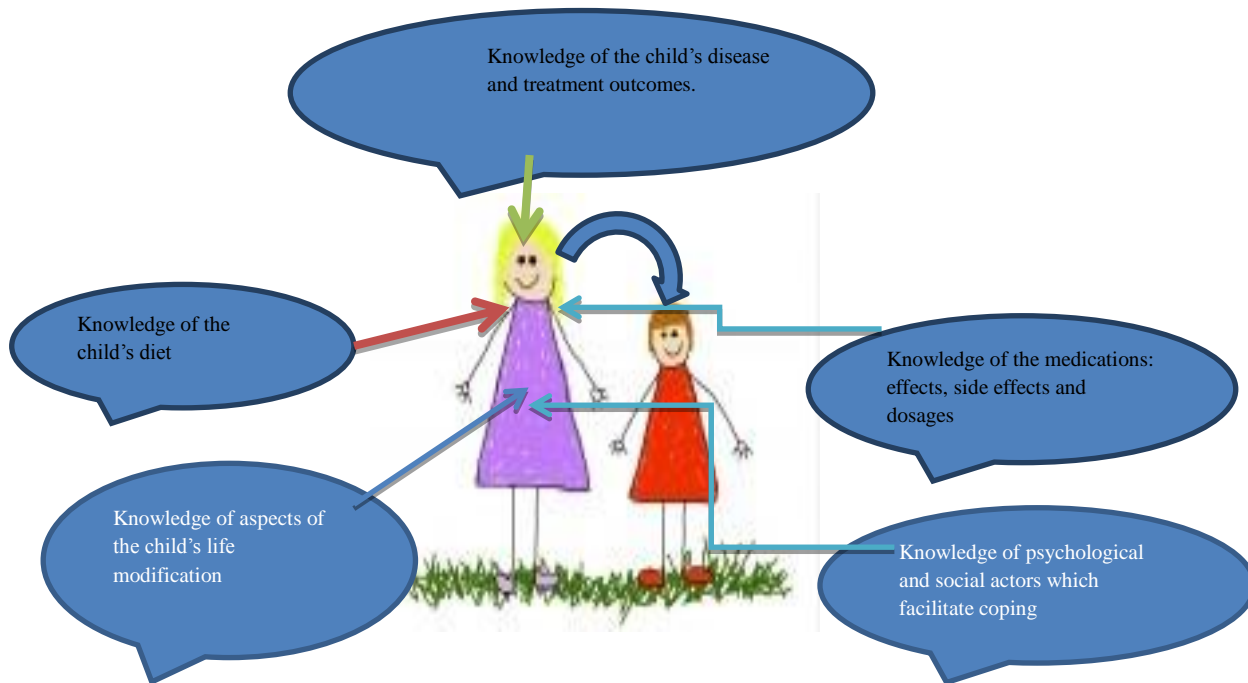 Knowledge of the child’s disease
and treatment outcomes.
Knowledge of the
child’s diet
Knowledge of the medications:
effects, side effects and
dosages
Knowledge of aspects of
the child’s life
modification
Knowledge of psychological
and social actors which
facilitate coping